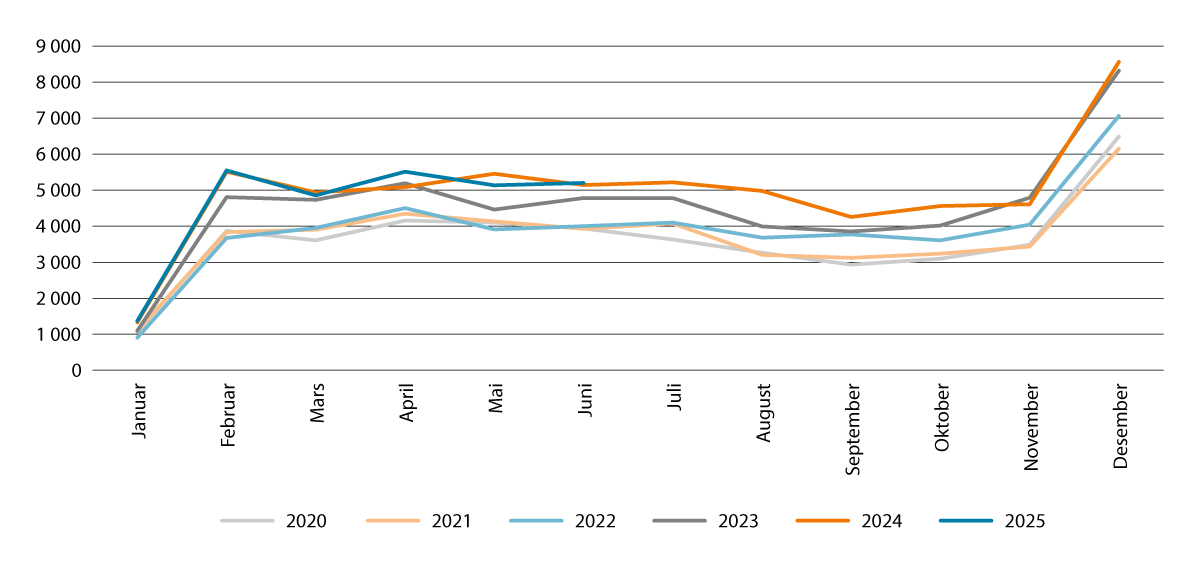 9 000
8 000
7 000
6 000
5 000
4 000
3 000
2 000
1 000
0
Januar
Februar
Mars
April
Mai
Juni
Juli
August
September
Oktober
November
Desember
2020 2021 2022 2023 2024 2025